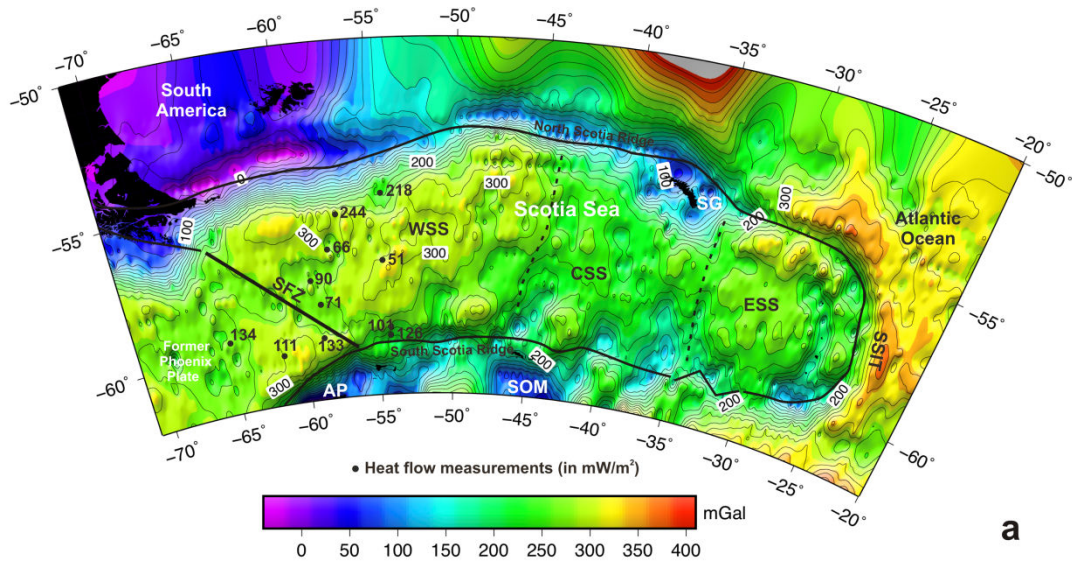 −70° −65° −60° −55° −50° −45° −40° −35° −30° −25° −20°
−50°
−55°
−60°
South
America
North Scotia Ridge
200
0
100
218
300
100
SG
244
WSS
Scotia Sea
300
66
300
51
200
300
Atlantic
Ocean
−50°
90
SFZ
71
CSS
ESS
134
111
133
101
126
Former
Phoenix
Plate
300
South Scotia Ridge
200
200
200
SSIT
−55°
AP
SOM
−60°
−70° −65° −60° −55° −50° −45° −40° −35° −30° −25° −20°
Heat flow measurements (in mW/m²)
mGal
0 50 100 150 200 250 300 350 400
a